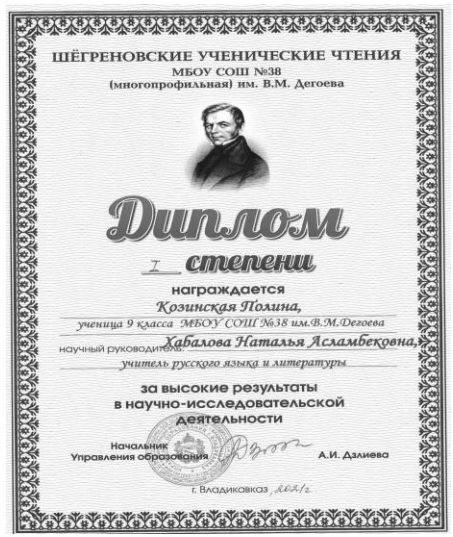 ШЁГРЕНОВСКИЕ УЧЕНИЧЕСКИЕ ЧТЕНИЯ
МБОУ СОШ №38
(многопрофильная) им. В.М. Дегоева
Диплом
I степени
награждается
Козинская Полина,
ученица 9 класса МБОУ СОШ №38 им.В.М.Дегоева
научный руководитель: Хабалова Наталья Асламбековна,
учитель русского языка и литературы
за высокие результаты
в научно-исследовательской
деятельности
Начальник
Управления образования
А.И. Дзлиева
г. Владикавказ